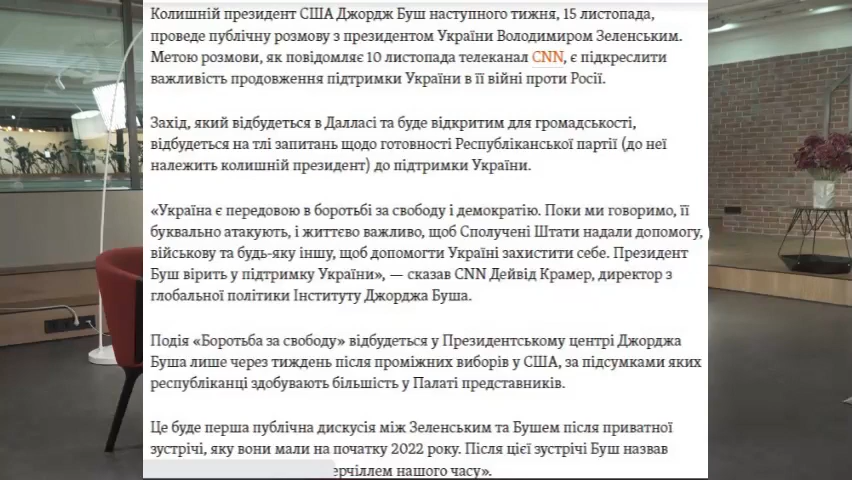 Колишній президент США Джордж Буш наступного тижня, 15 листопада,
проведе публічну розмову з президентом України Володимиром Зеленським.
Метою розмови, як повідомляє 10 листопада телеканал CNN, є підкреслити
важливість продовження підтримки України в її війні проти Росії.
Захід, який відбудеться в Далласі та буде відкритим для громадськості,
відбудеться на тлі запитань щодо готовності Республіканської партії (до неї
належить колишній президент) до підтримки України.
«Україна є передовою в боротьбі за свободу і демократію. Поки ми говоримо, її
буквально атакують, і життєво важливо, щоб Сполучені Штати надали допомогу,
військову та будь-яку іншу, щоб допомогти Україні захистити себе. Президент
Буш вірить у підтримку України», — сказав CNN Дейвід Крамер, директор з
глобальної політики Інституту Джорджа Буша.
Подія «Боротьба за свободу» відбудеться у Президентському центрі Джорджа
Буша лише через тиждень після проміжних виборів у США, за підсумками яких
республіканці здобувають більшість у Палаті представників.
Це буде перша публічна дискусія між Зеленським та Бушем після приватної
зустрічі, яку вони мали на початку 2022 року. Після цієї зустрічі Буш назвав
нашого часу».